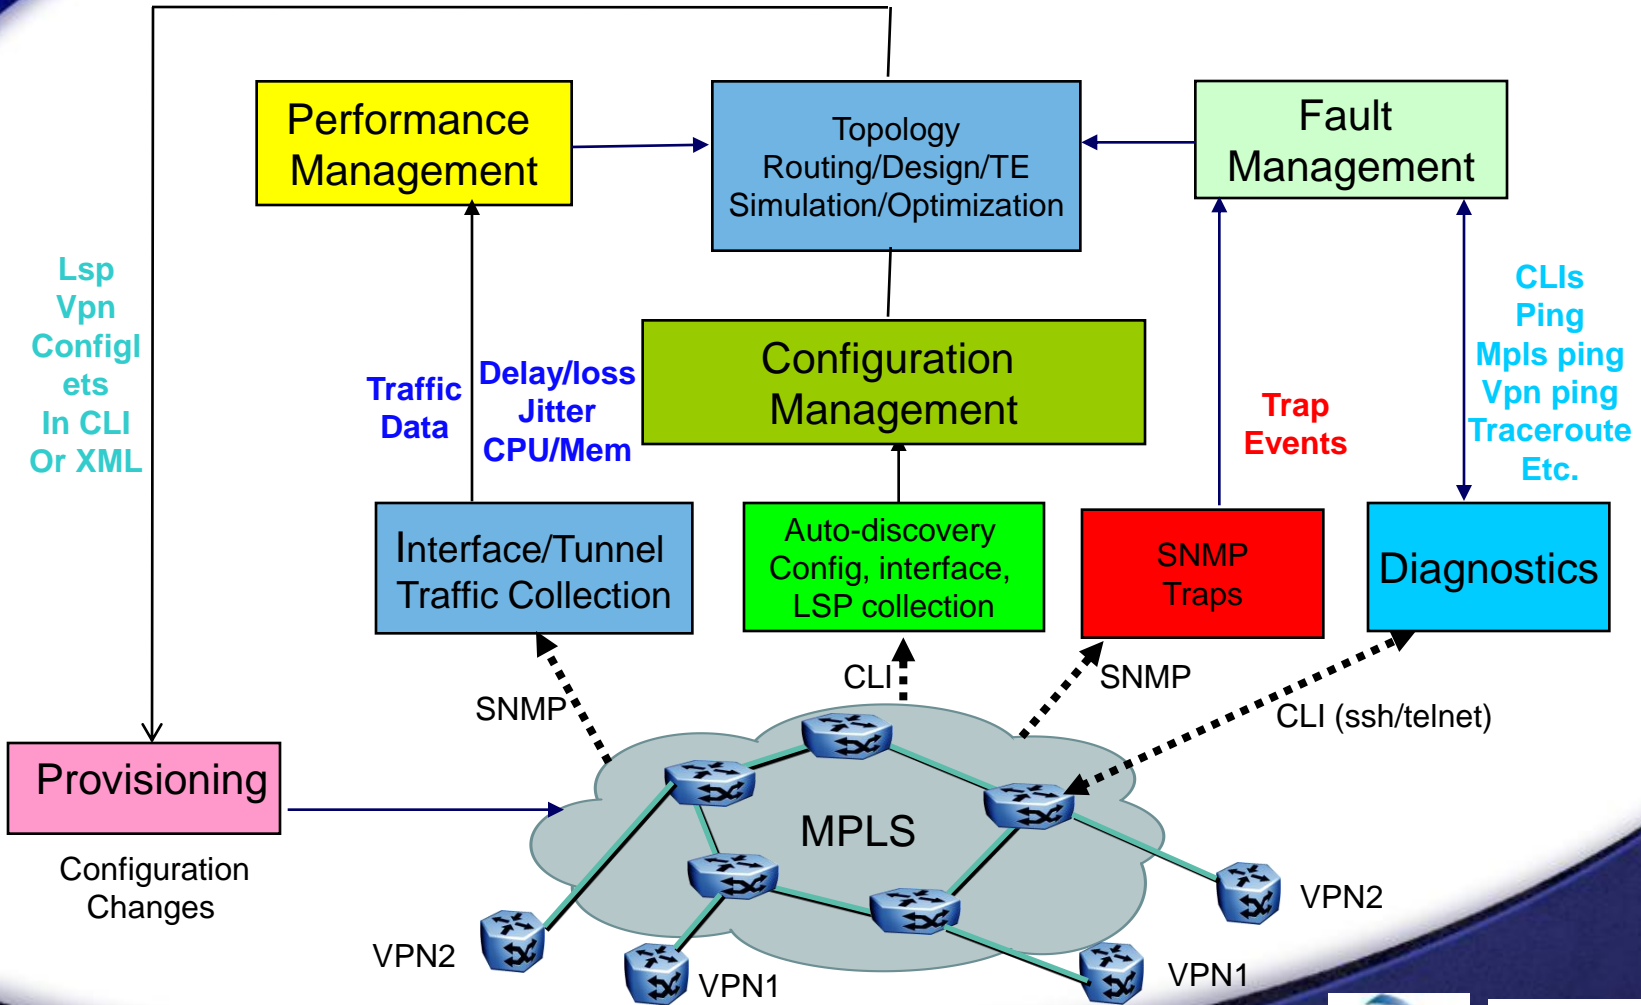 Performance
Management
Topology
Routing/Design/TE
Simulation/Optimization
Fault
Management
Lsp
Vpn
Configl
ets
In CLI
Or XML
Traffic
Data
Delay/loss
Jitter
CPU/Mem
Configuration
Management
Trap
Events
CLIs
Ping
Mpls ping
Vpn ping
Traceroute
Etc.
Interface/Tunnel
Traffic Collection
Auto-discovery
Config, interface,
LSP collection
SNMP
Traps
Diagnostics
SNMP
CLI
SNMP
CLI (ssh/telnet)
Provisioning
Configuration
Changes
MPLS
VPN2
VPN1
VPN1
VPN2